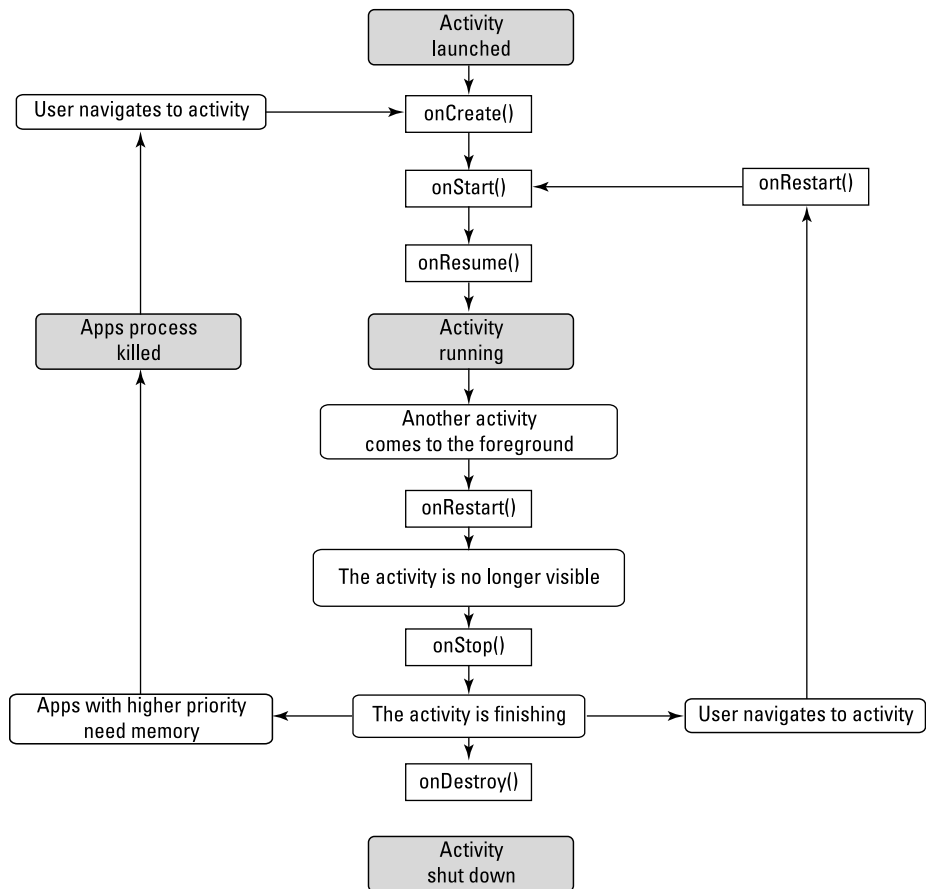 Activity
launched
User navigates to activity
onCreate()
onStart()
onRestart()
onResume()
Apps process
killed
Activity
running
Another activity
comes to the foreground
onRestart()
The activity is no longer visible
onStop()
Apps with higher priority
need memory
The activity is finishing
User navigates to activity
onDestroy()
Activity
shut down